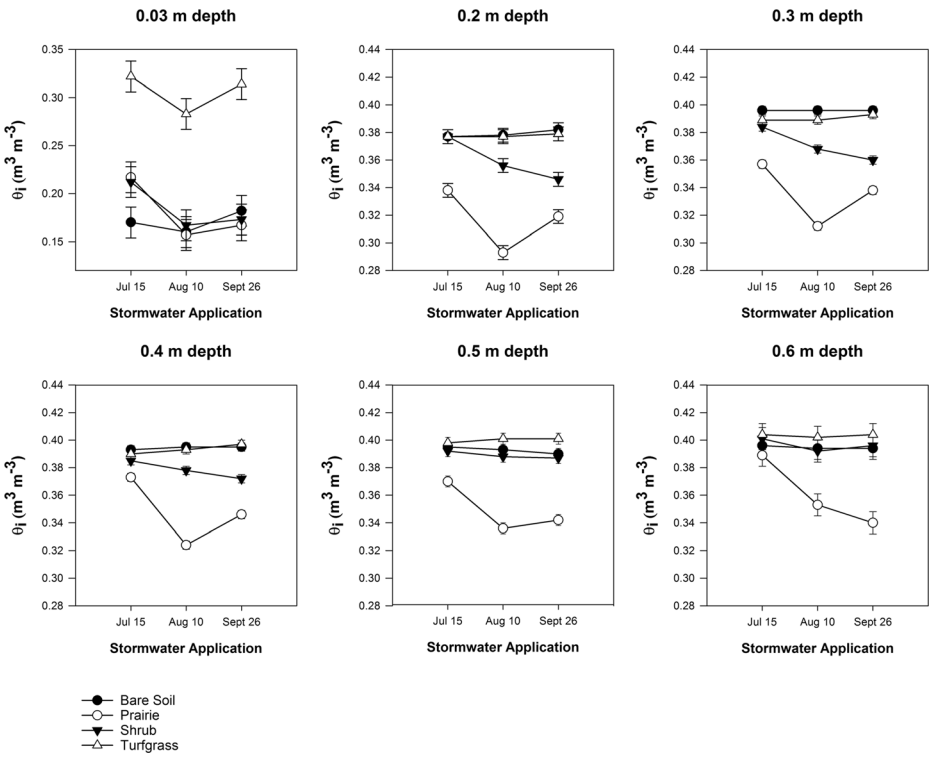 0.03 m depth
0.35
0.30
0.25
0.20
0.15
θi (m3 m-3)
Jul 15 Aug 10 Sept 26
Stormwater Application
0.2 m depth
0.44
0.42
0.40
0.38
0.36
0.34
0.32
0.30
0.28
θi (m3 m-3)
Jul 15 Aug 10 Sept 26
Stormwater Application
0.3 m depth
0.44
0.42
0.40
0.38
0.36
0.34
0.32
0.30
0.28
θi (m3 m-3)
Jul 15 Aug 10 Sept 26
Stormwater Application
0.4 m depth
0.44
0.42
0.40
0.38
0.36
0.34
0.32
0.30
0.28
θi (m3 m-3)
Jul 15 Aug 10 Sept 26
Stormwater Application
0.5 m depth
0.44
0.42
0.40
0.38
0.36
0.34
0.32
0.30
0.28
θi (m3 m-3)
Jul 15 Aug 10 Sept 26
Stormwater Application
0.6 m depth
0.44
0.42
0.40
0.38
0.36
0.34
0.32
0.30
0.28
θi (m3 m-3)
Jul 15 Aug 10 Sept 26
Stormwater Application
Bare Soil
Prairie
Shrub
Turfgrass